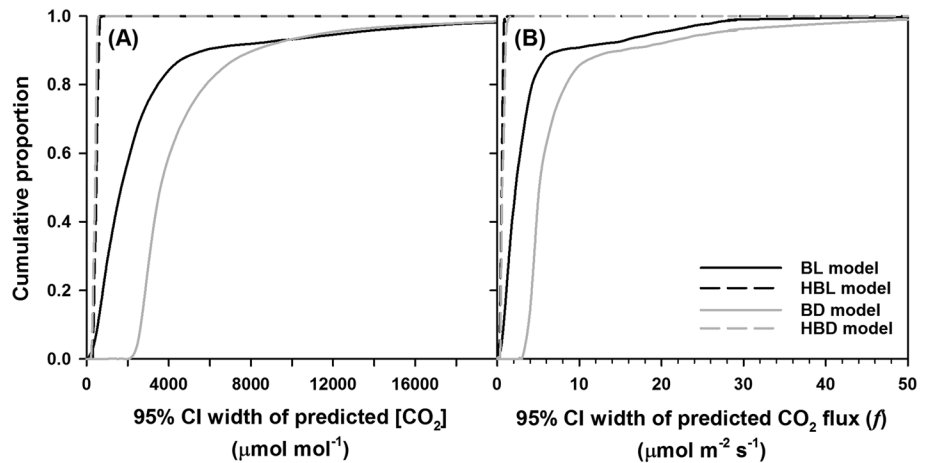 (A)
(B)
Cumulative proportion
1.0
0.8
0.6
0.4
0.2
0.0
0 4000 8000 12000 16000
0 10 20 30 40 50
BL model
HBL model
BD model
HBD model
95% CI width of predicted [CO₂]
(μmol mol⁻¹)
95% CI width of predicted CO₂ flux (f)
(μmol m⁻² s⁻¹)